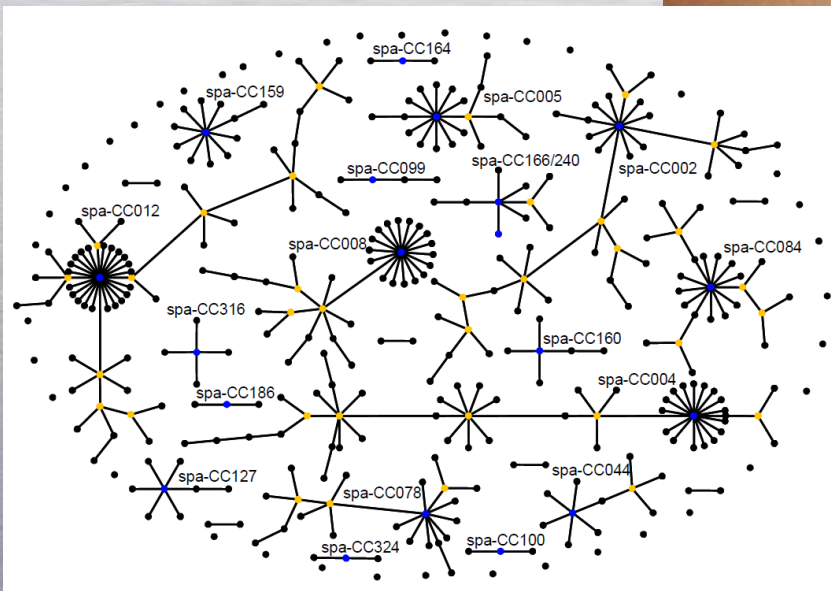 spa-CC164
spa-CC159
spa-CC005
spa-CC099
spa-CC166/240
spa-CC002
spa-CC012
spa-CC008
spa-CC084
spa-CC316
spa-CC160
spa-CC186
spa-CC004
spa-CC127
spa-CC078
spa-CC044
spa-CC324
spa-CC100